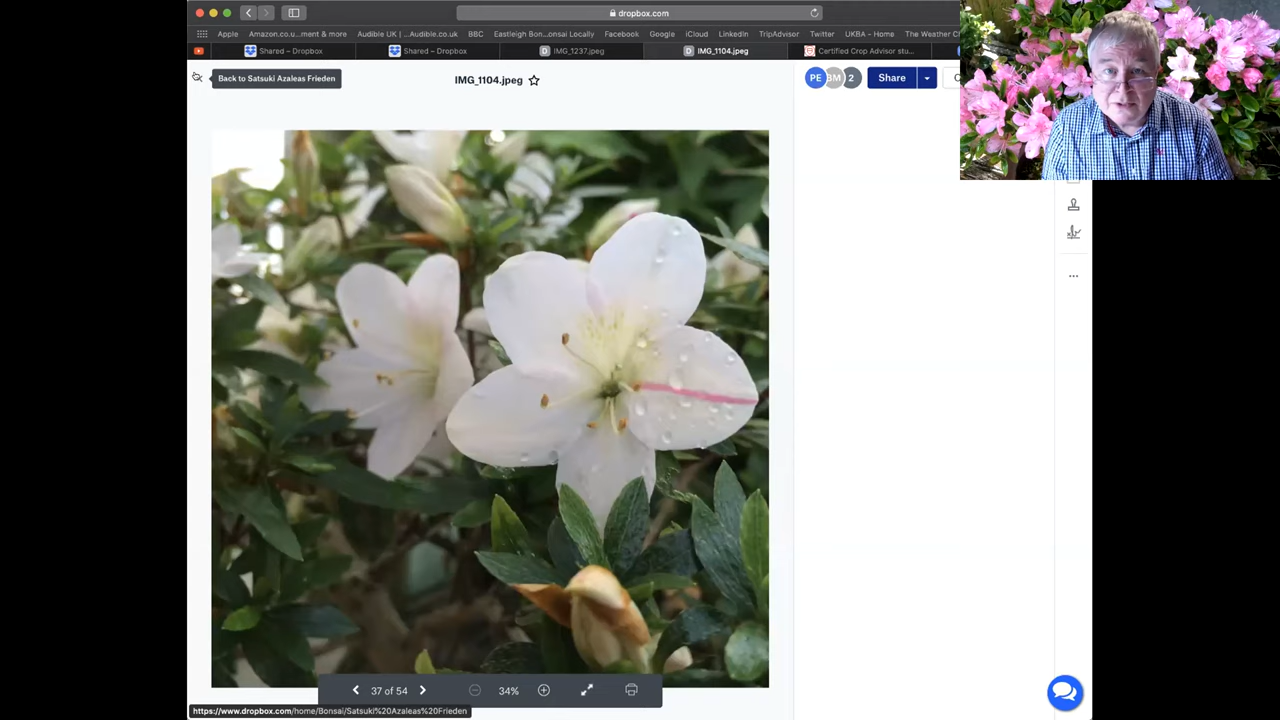 dropbox.com
Apple Amazon.co.u...ment & more Audible UK (...Audible.co.uk BBC Eastleigh Bon...onsai Locally Facebook Google iCloud LinkedIn TripAdvisor Twitter UKBA – Home The Weather C
Shared – Dropbox Shared – Dropbox IMG_1237.jpeg IMG_1104.jpeg Certified Crop Advisor stu...
Back to Satsuki Azaleas Frieden IMG_1104.jpeg PE BM 2 Share
37 of 54 34%
https://www.dropbox.com/home/Bonsai/Satsuki%20Azaleas%20Frieden